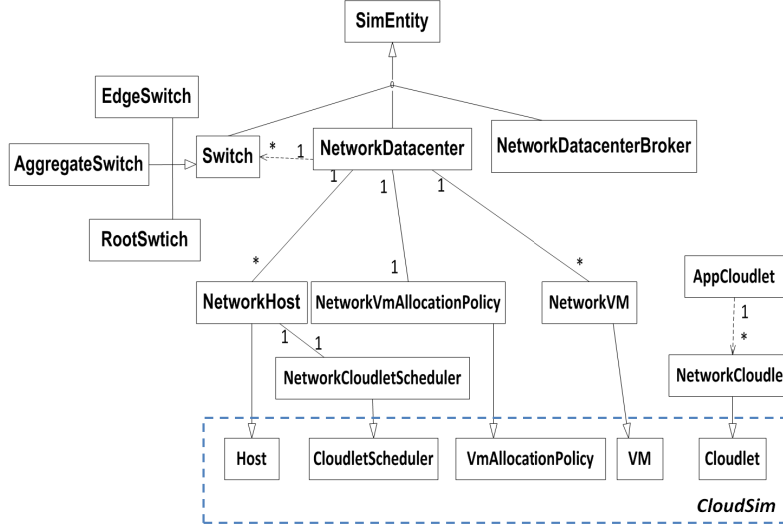 SimEntity
EdgeSwitch
AggregateSwitch
RootSwtich
Switch
* 1
NetworkDatacenter
NetworkDatacenterBroker
1 1 1
* 1 *
NetworkHost
NetworkVmAllocationPolicy
NetworkVM
AppCloudlet
1
*
1 1
NetworkCloudletScheduler
NetworkCloudle
Host
CloudletScheduler
VmAllocationPolicy
VM
Cloudlet
CloudSim